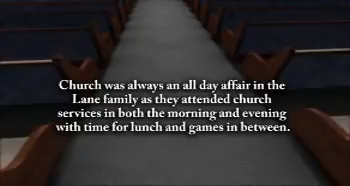 Church was always an all day affair in the
Lane family as they attended church
services in both the morning and evening
with time for lunch and games in between.